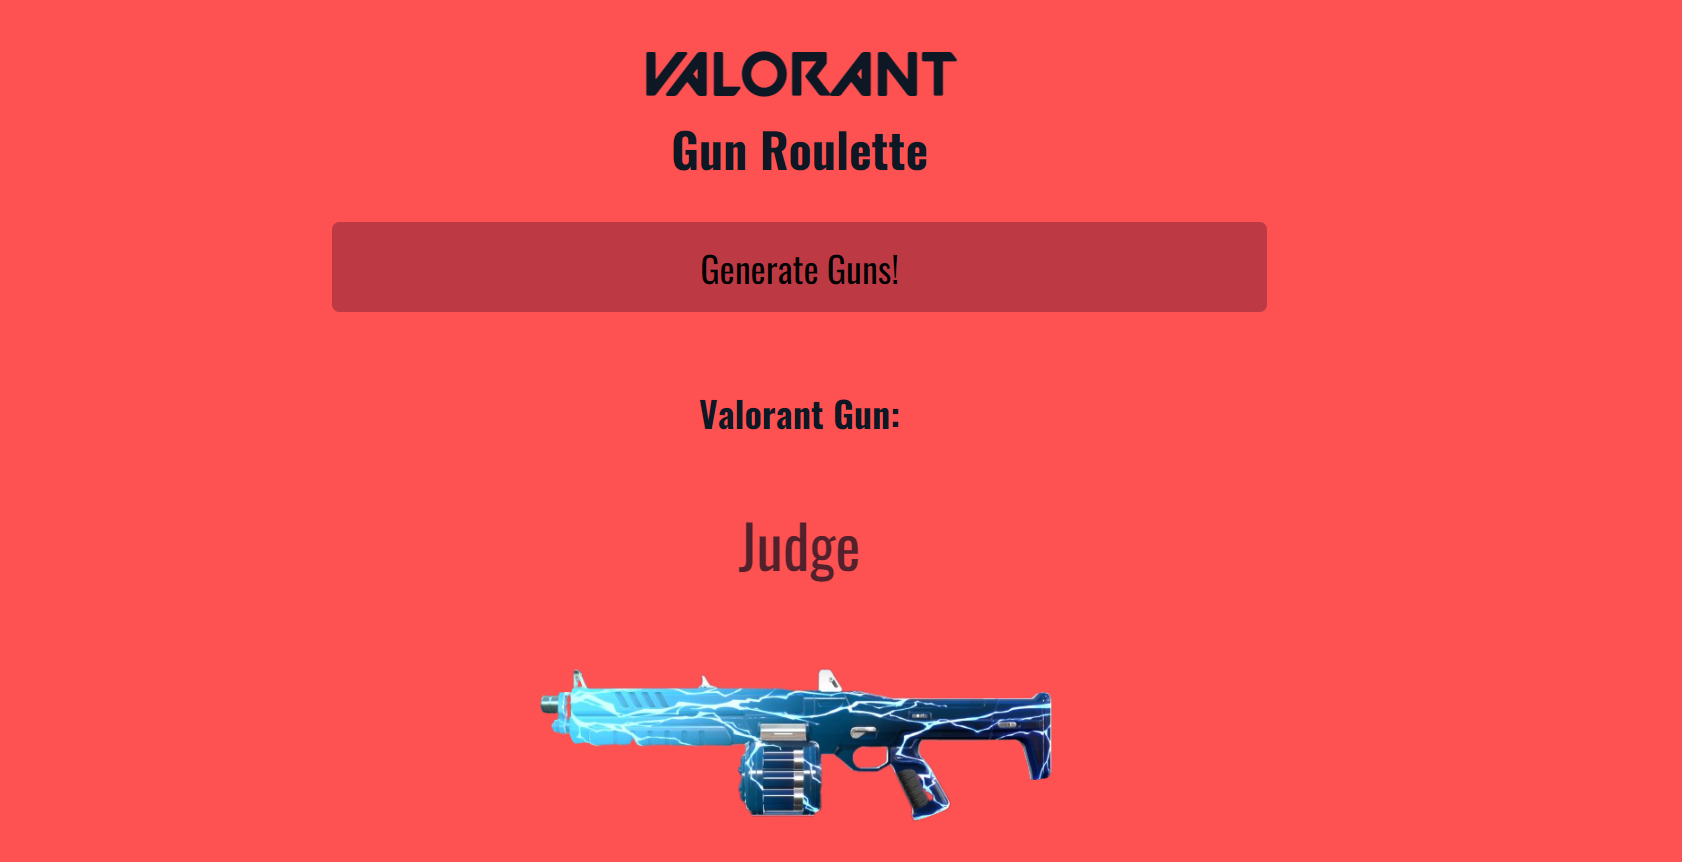 VALORANT
Gun Roulette
Generate Guns!
Valorant Gun:
Judge